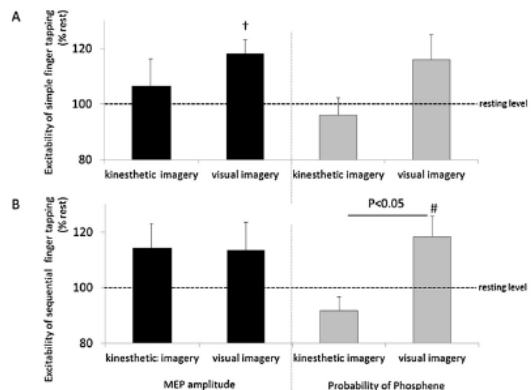 A
Excitability of simple finger tapping
(% rest)
†
120
100
80
resting level
kinesthetic imagery
visual imagery
kinesthetic imagery
visual imagery
B
Excitability of sequential finger tapping
(% rest)
P<0.05
#
120
100
80
resting level
kinesthetic imagery
visual imagery
kinesthetic imagery
visual imagery
MEP amplitude
Probability of Phosphene